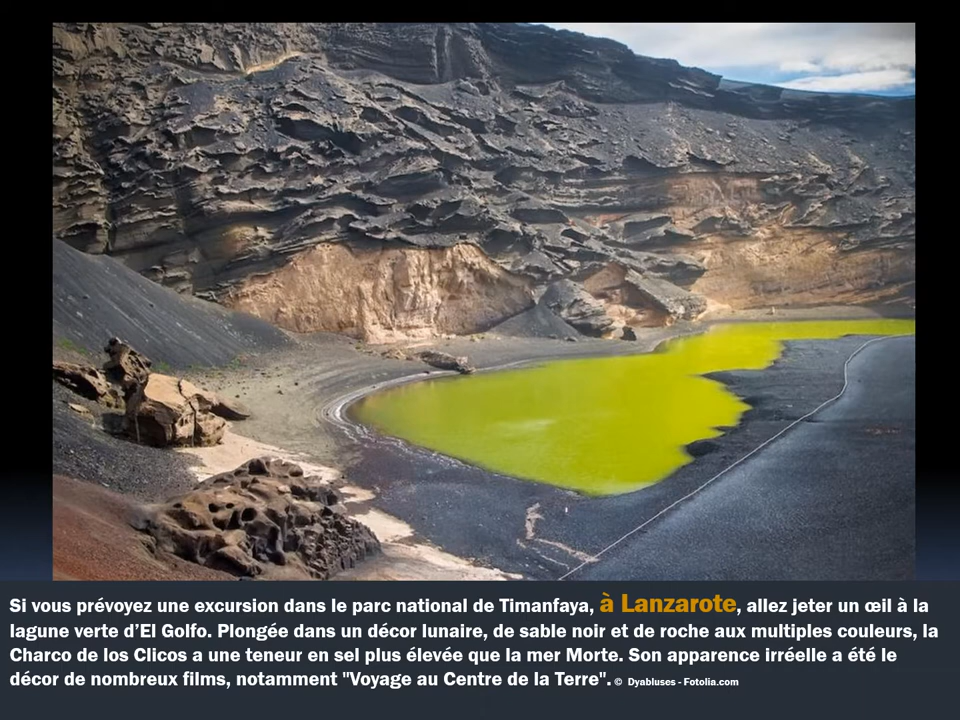 Si vous prévoyez une excursion dans le parc national de Timanfaya, à Lanzarote, allez jeter un œil à la
lagune verte d’El Golfo. Plongée dans un décor lunaire, de sable noir et de roche aux multiples couleurs, la
Charco de los Clicos a une teneur en sel plus élevée que la mer Morte. Son apparence irréelle a été le
décor de nombreux films, notamment "Voyage au Centre de la Terre". © Dyabluses - Fotolia.com